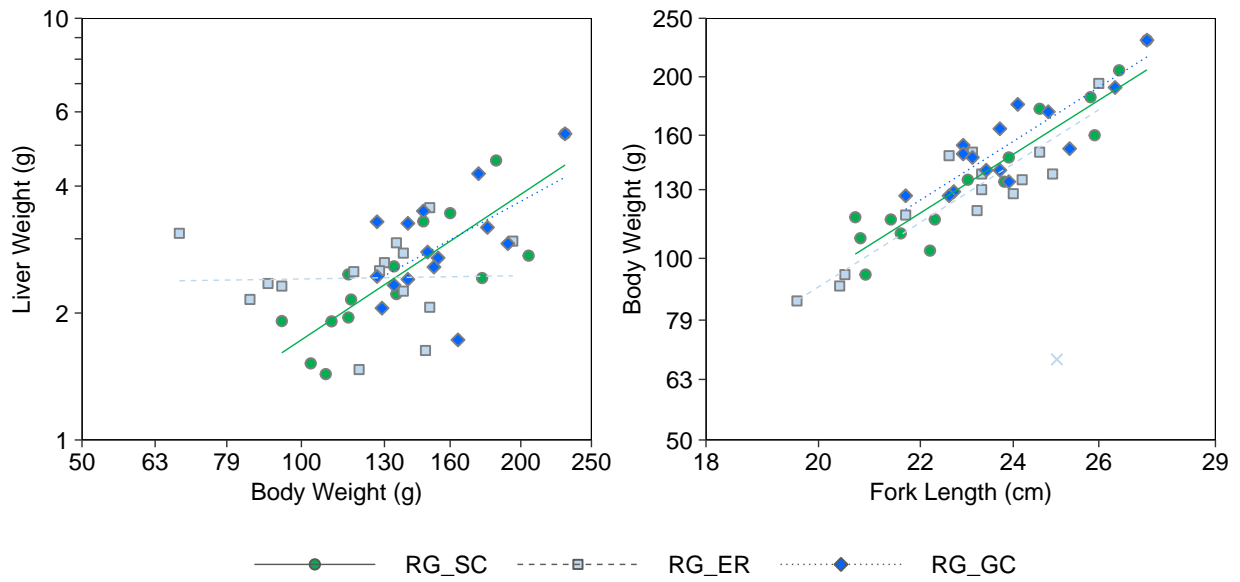 10
6
4
2
1
Liver Weight (g)
50 63 79 100 130 160 200 250
Body Weight (g)
250
200
160
130
100
79
63
50
Body Weight (g)
18 20 22 24 26 29
Fork Length (cm)
RG_SC RG_ER RG_GC